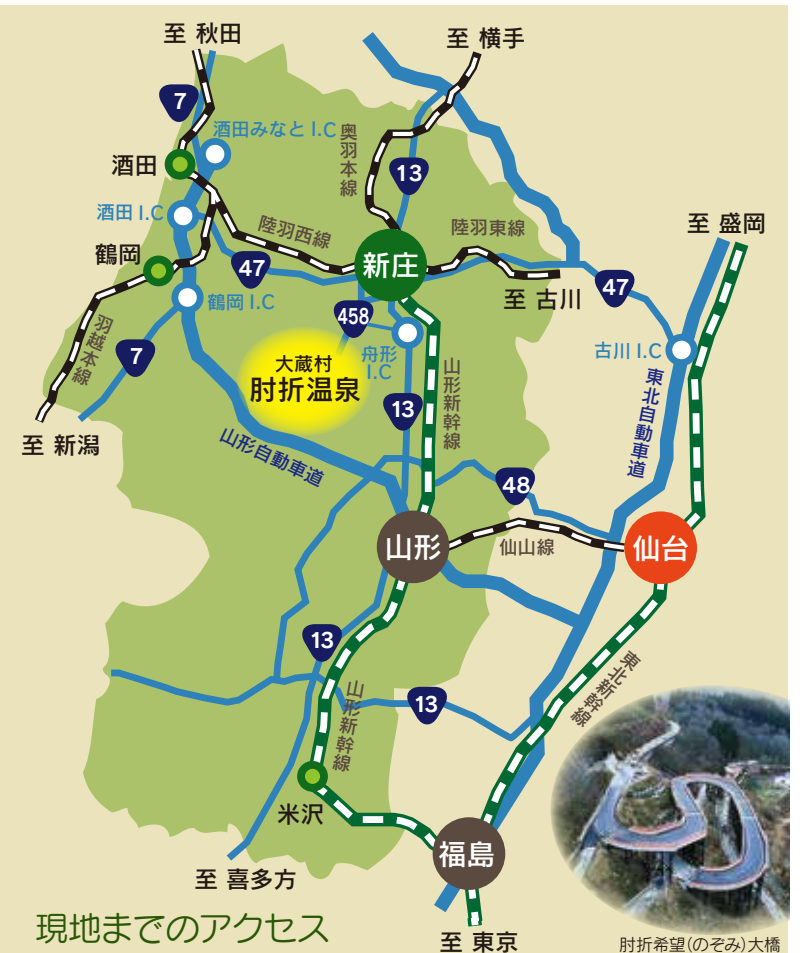 至 秋田
至 横手
7
酒田みなと I.C
奥羽本線
13
酒田
酒田 I.C
陸羽西線
陸羽東線
至 盛岡
鶴岡
47
新庄
47
至 古川
鶴岡 I.C
458
舟形
I.C
古川 I.C
羽越本線
7
大蔵村
肘折温泉
山形新幹線
13
東北自動車道
至 新潟
山形自動車道
48
山形
仙山線
仙台
13
山形新幹線
13
東北新幹線
米沢
福島
至 喜多方
現地までのアクセス
至 東京
肘折希望(のぞみ)大橋